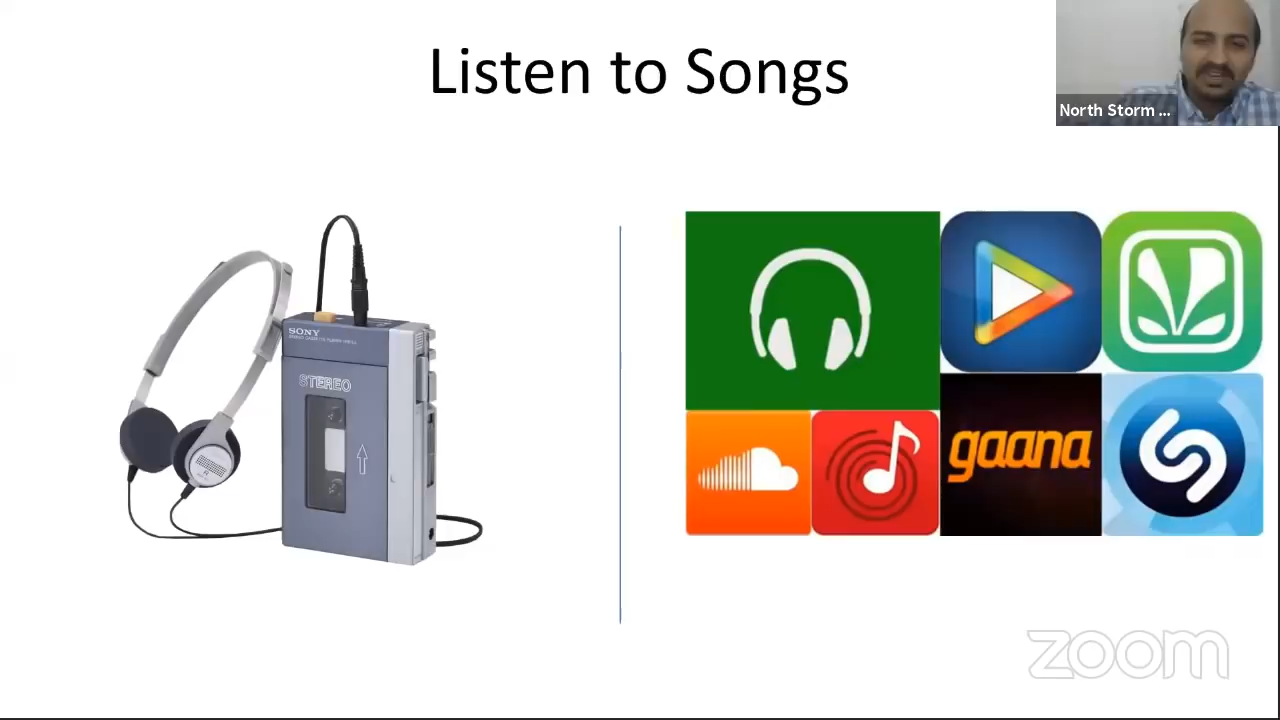 Listen to Songs
North Storm ...
SONY
STEREO
gaana
zoom